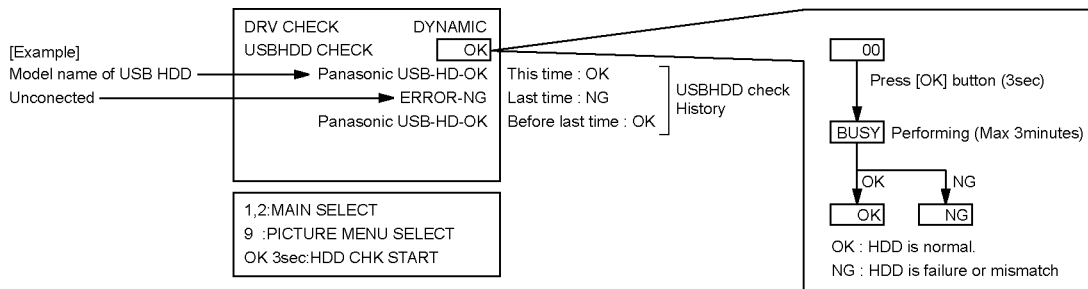 DRV CHECK DYNAMIC
USBHDD CHECK OK
[Example]
Model name of USB HDD Panasonic USB-HD-OK This time : OK
Unconected ERROR-NG Last time : NG
Panasonic USB-HD-OK Before last time : OK
USBHDD check
History
1,2:MAIN SELECT
9 :PICTURE MENU SELECT
OK 3sec:HDD CHK START
00
Press [OK] button (3sec)
BUSY Performing (Max 3minutes)
OK NG
OK NG
OK : HDD is normal.
NG : HDD is failure or mismatch